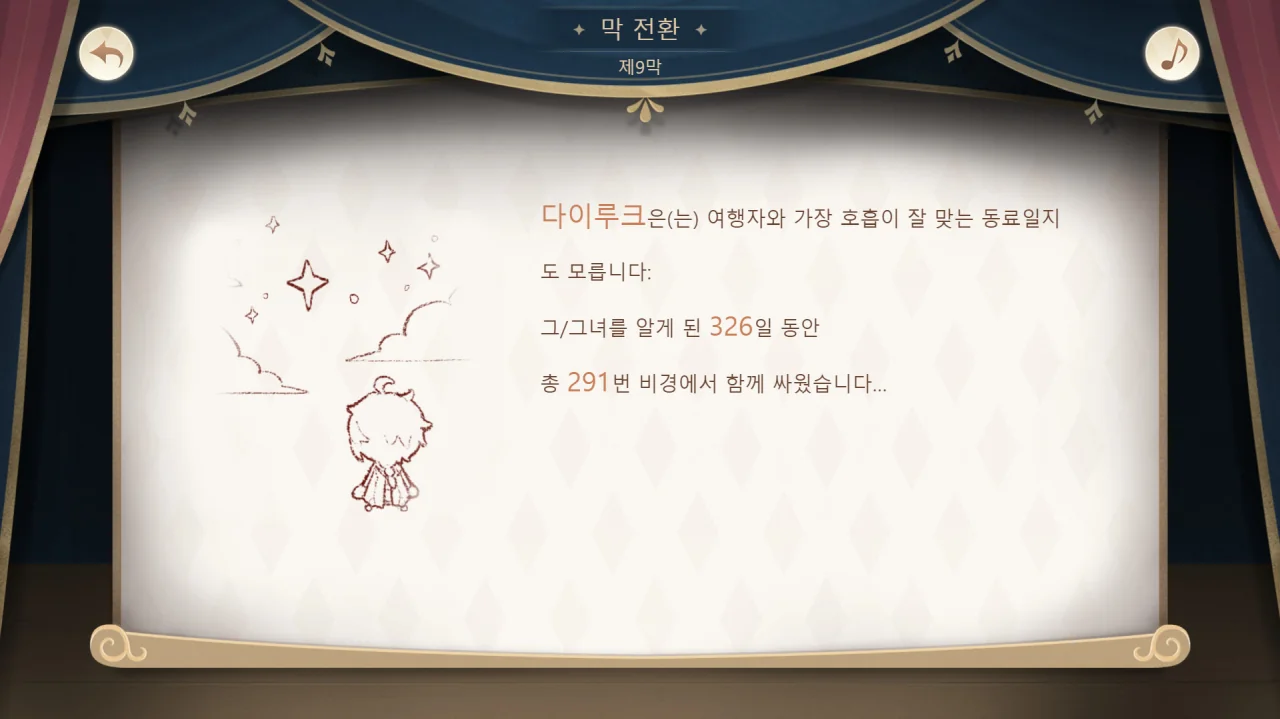 막 전환
제9막
다이루크은(는) 여행자와 가장 호흡이 잘 맞는 동료일지
도 모릅니다:
그/그녀를 알게 된 326일 동안
총 291번 비경에서 함께 싸웠습니다...